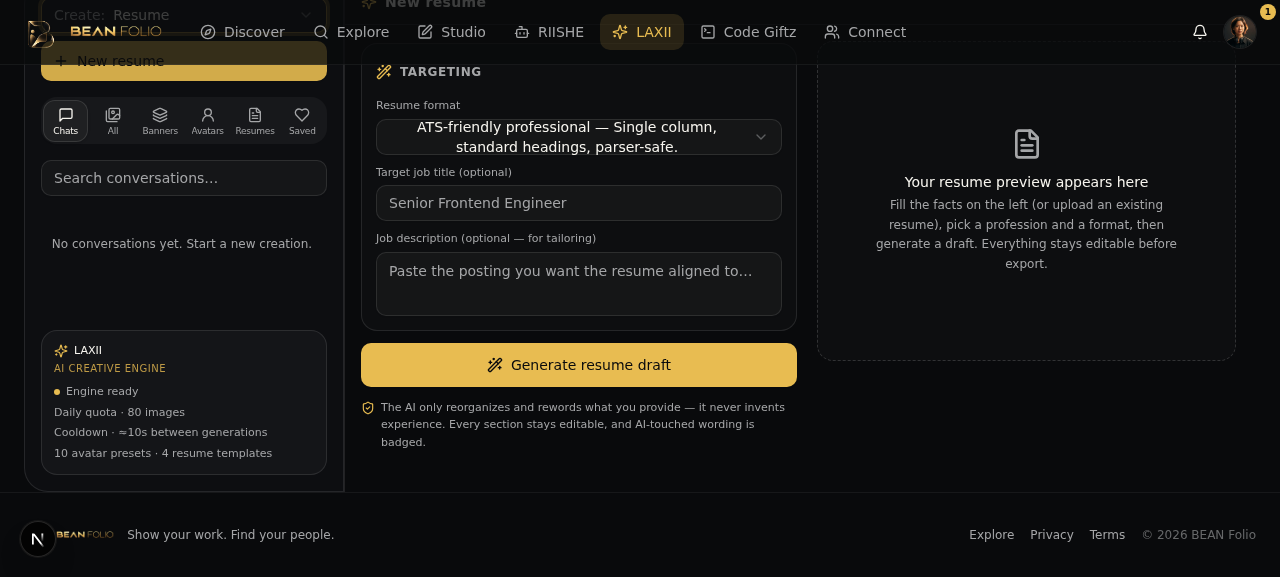 Create: Resume
New resume
BEAN FOLIO
Discover
Explore
Studio
RIISHE
LAXII
Code Giftz
Connect
1
+ New resume
Chats
All
Banners
Avatars
Resumes
Saved
Search conversations...
No conversations yet. Start a new creation.
LAXII
AI CREATIVE ENGINE
Engine ready
Daily quota · 80 images
Cooldown · ≈10s between generations
10 avatar presets · 4 resume templates
TARGETING
Resume format
ATS-friendly professional — Single column,
standard headings, parser-safe.
Target job title (optional)
Senior Frontend Engineer
Job description (optional — for tailoring)
Paste the posting you want the resume aligned to...
Generate resume draft
The AI only reorganizes and rewords what you provide — it never invents
experience. Every section stays editable, and AI-touched wording is
badged.
Your resume preview appears here
Fill the facts on the left (or upload an existing
resume), pick a profession and a format, then
generate a draft. Everything stays editable before
export.
N
BEAN FOLIO
Show your work. Find your people.
Explore
Privacy
Terms
© 2026 BEAN Folio